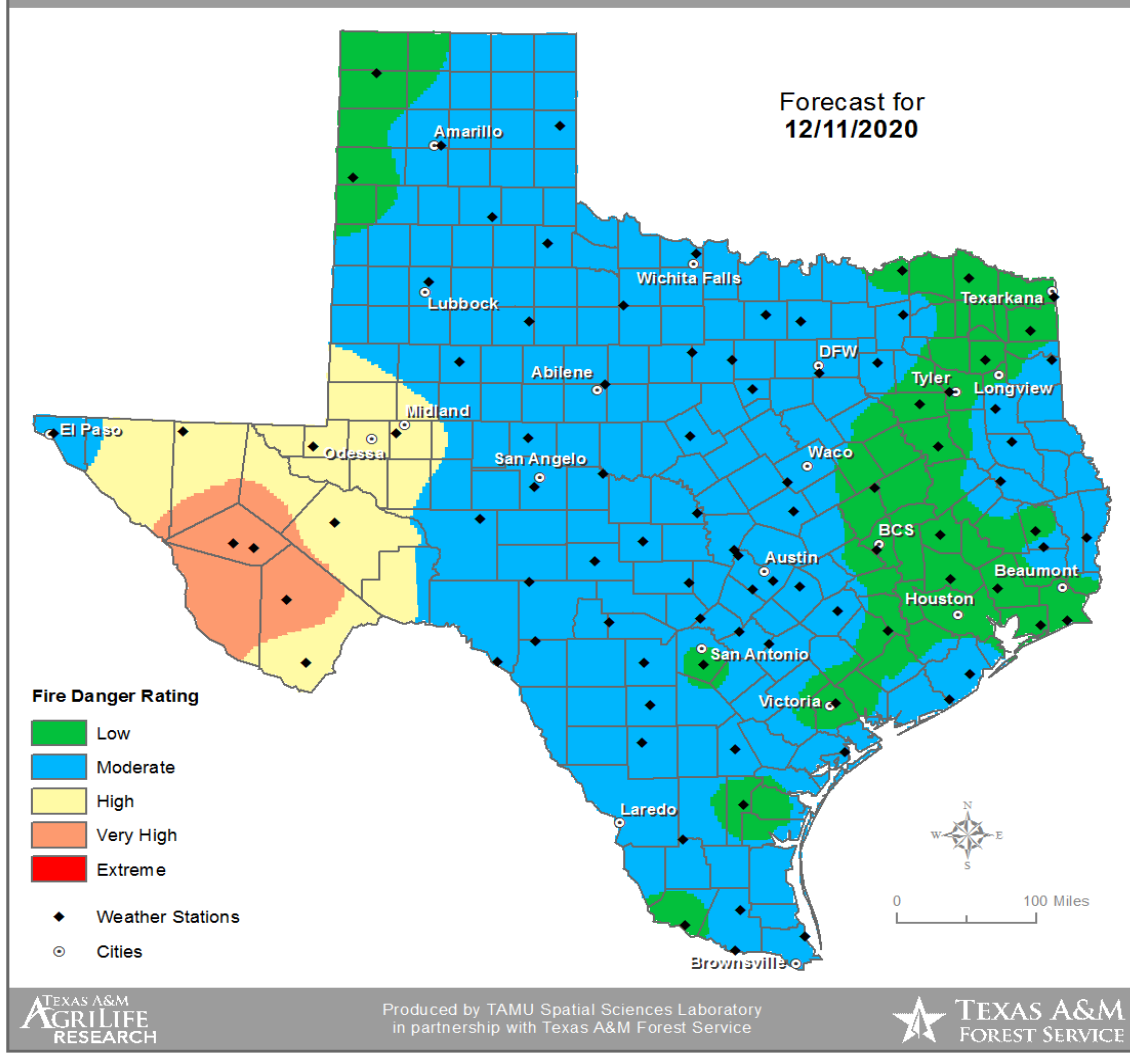 Forecast for
12/11/2020
Amarillo
Wichita Falls
Lubbock
Texarkana
DFW
Abilene
Tyler
Longview
Midland
El Paso
Odessa
San Angelo
Waco
BCS
Austin
Beaumont
Houston
San Antonio
Victoria
Laredo
Brownsville
Fire Danger Rating
Low
Moderate
High
Very High
Extreme
Weather Stations
Cities
N
W
E
S
0
100 Miles
TEXAS A&M
AGRILIFE
RESEARCH
Produced by TAMU Spatial Sciences Laboratory
in partnership with Texas A&M Forest Service
TEXAS A&M
FOREST SERVICE